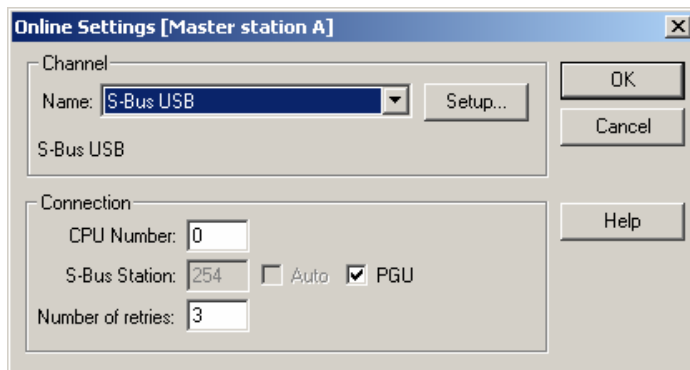 Online Settings [Master station A]
Channel
Name: S-Bus USB Setup...
S-Bus USB
OK
Cancel
Connection
CPU Number: 0
S-Bus Station: 254 Auto PGU
Number of retries: 3
Help